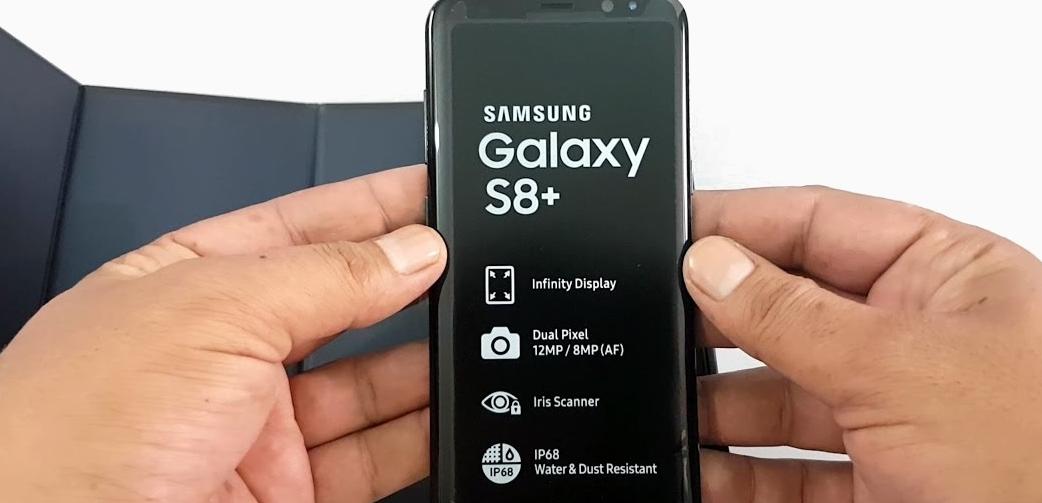 SAMSUNG
Galaxy
S8+
Infinity Display
Dual Pixel
12MP / 8MP (AF)
Iris Scanner
IP68
IP68
Water & Dust Resistant